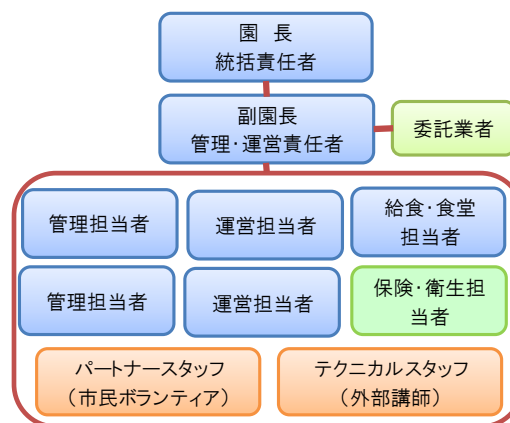 園 長
統括責任者
副園長
管理・運営責任者
委託業者
管理担当者
運営担当者
給食・食堂
担当者
管理担当者
運営担当者
保険・衛生担
当者
パートナースタッフ
（市民ボランティア）
テクニカルスタッフ
（外部講師）